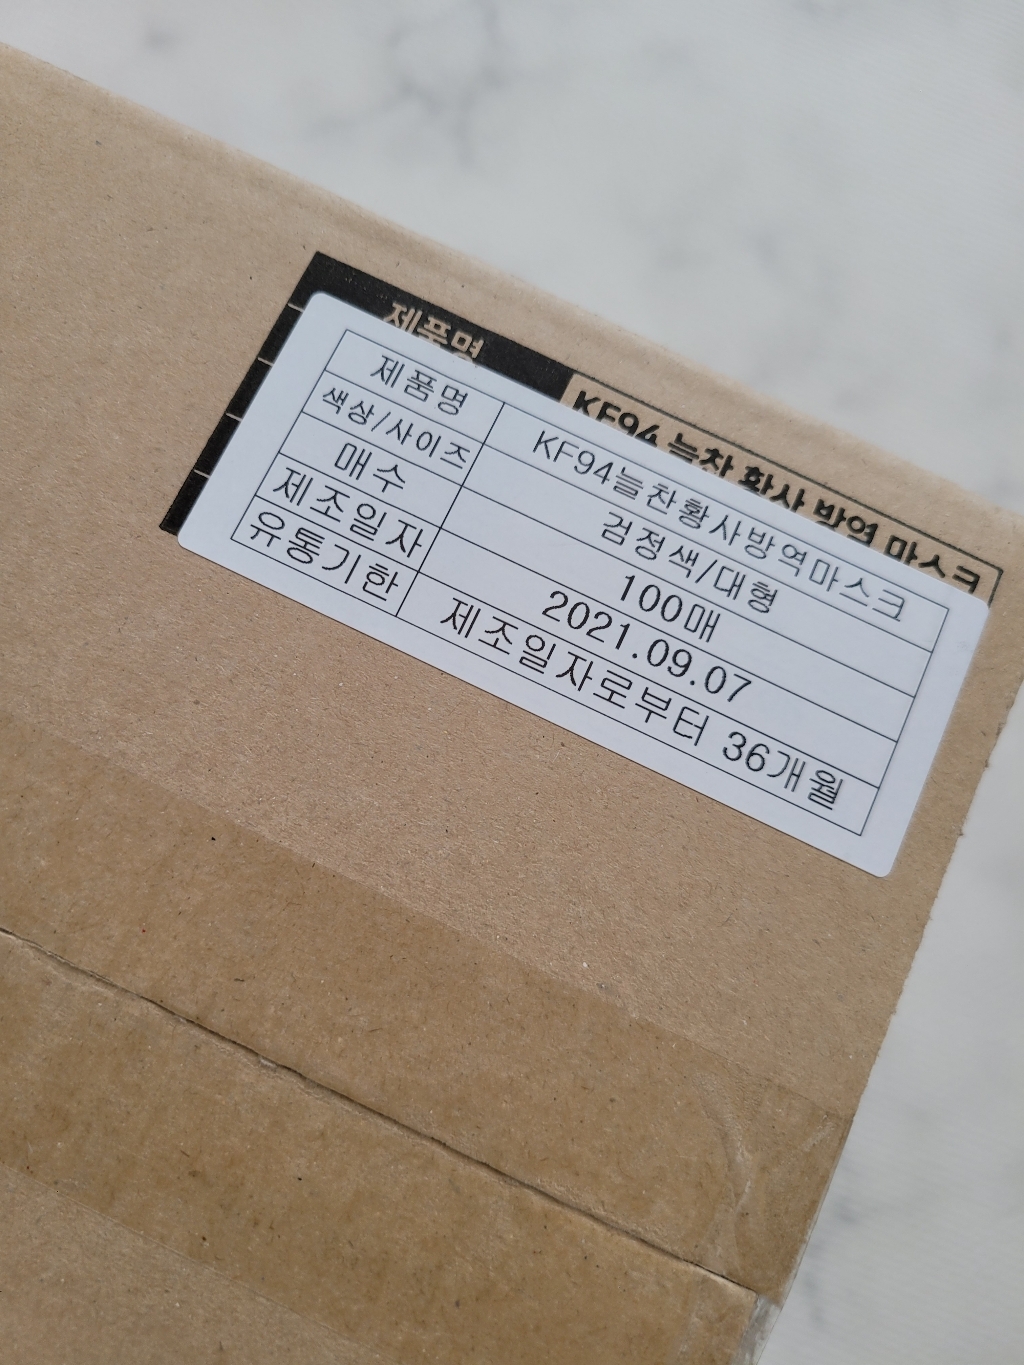 제품명
KF94 늘찬 황사 방역 마스크
제품명 KF94늘찬황사방역마스크
색상/사이즈 검정색/대형
매수 100매
제조일자 2021.09.07
유통기한 제조일자로부터 36개월